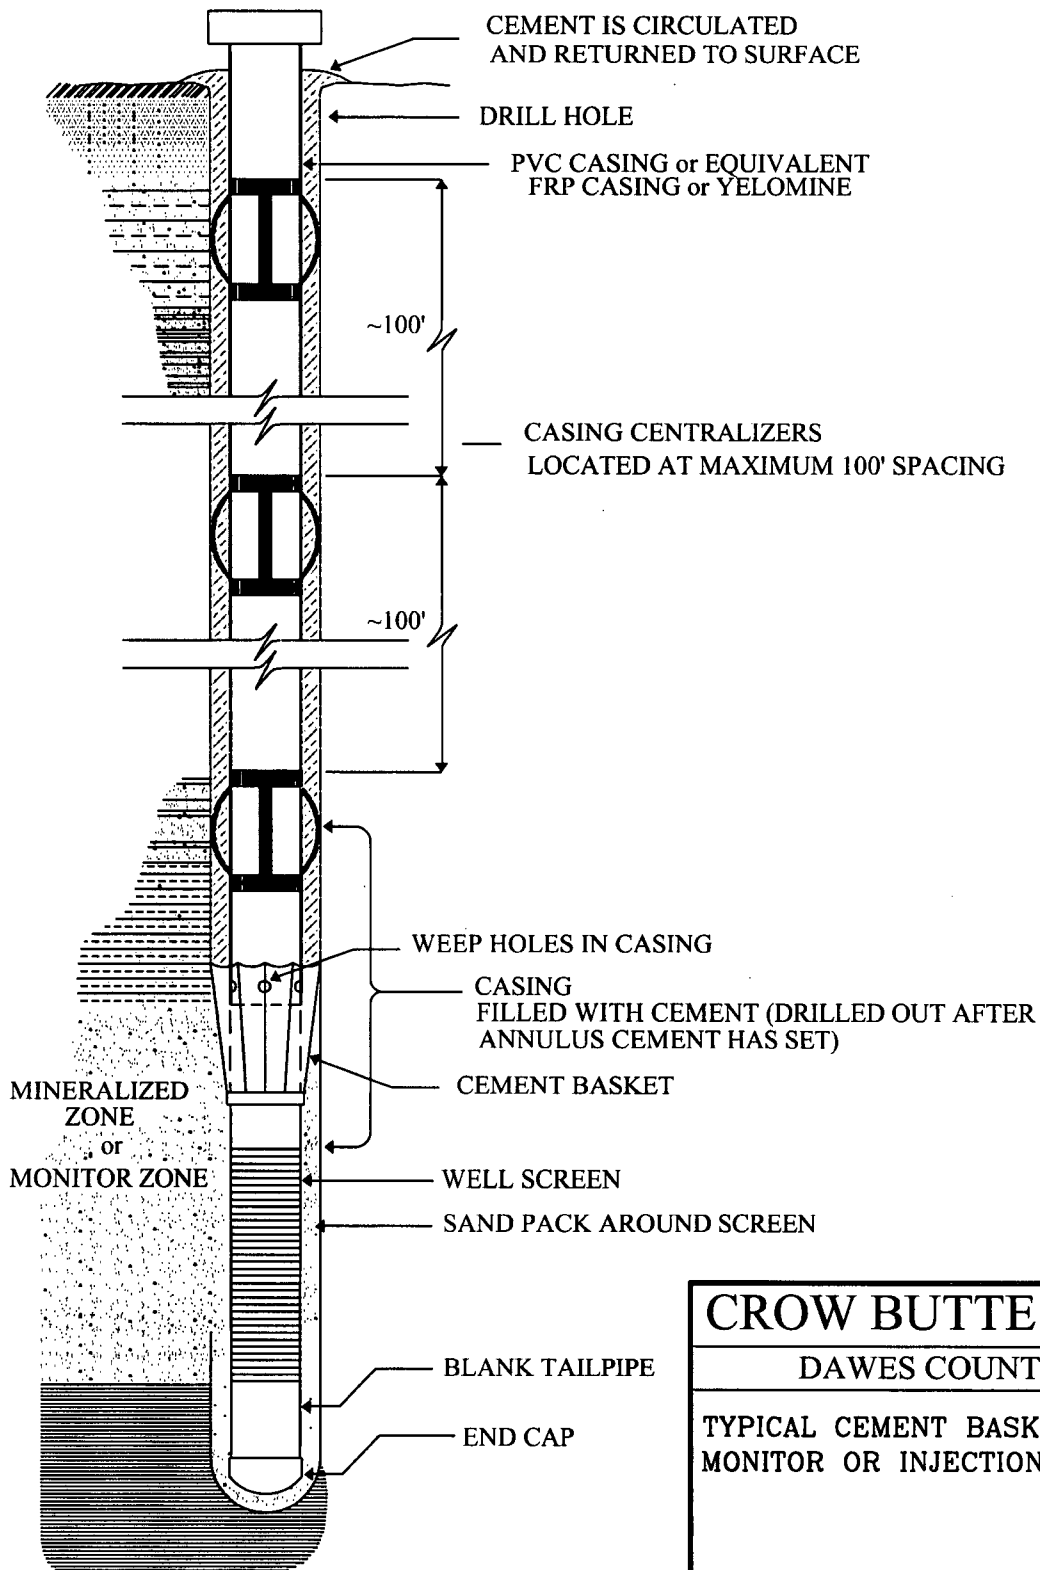 CEMENT IS CIRCULATED
AND RETURNED TO SURFACE
DRILL HOLE
PVC CASING or EQUIVALENT
FRP CASING or YELOMINE
~100'
CASING CENTRALIZERS
LOCATED AT MAXIMUM 100' SPACING
~100'
WEEP HOLES IN CASING
CASING
FILLED WITH CEMENT (DRILLED OUT AFTER
ANNULUS CEMENT HAS SET)
CEMENT BASKET
MINERALIZED
ZONE
or
MONITOR ZONE
WELL SCREEN
SAND PACK AROUND SCREEN
BLANK TAILPIPE
END CAP
CROW BUTTE
DAWES COUNT
TYPICAL CEMENT BASK
MONITOR OR INJECTION